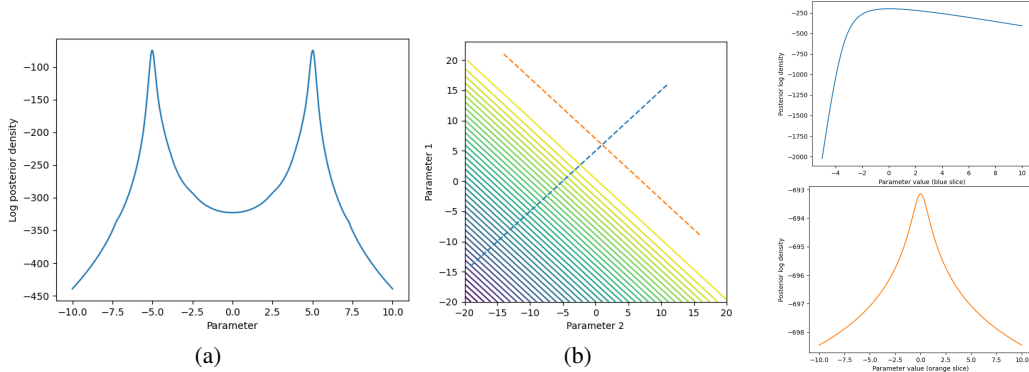 Log posterior density
−100
−150
−200
−250
−300
−350
−400
−450
−10.0 −7.5 −5.0 −2.5 0.0 2.5 5.0 7.5 10.0
Parameter
(a)
Parameter 1
20
15
10
5
0
−5
−10
−15
−20
−20 −15 −10 −5 0 5 10 15 20
Parameter 2
(b)
Posterior log density
−250
−500
−750
−1000
−1250
−1500
−1750
−2000
−4 −2 0 2 4 6 8 10
Parameter value (blue slice)
Posterior log density
−693
−694
−695
−696
−697
−698
−10.0 −7.5 −5.0 −2.5 0.0 2.5 5.0 7.5 10.0
Parameter value (orange slice)